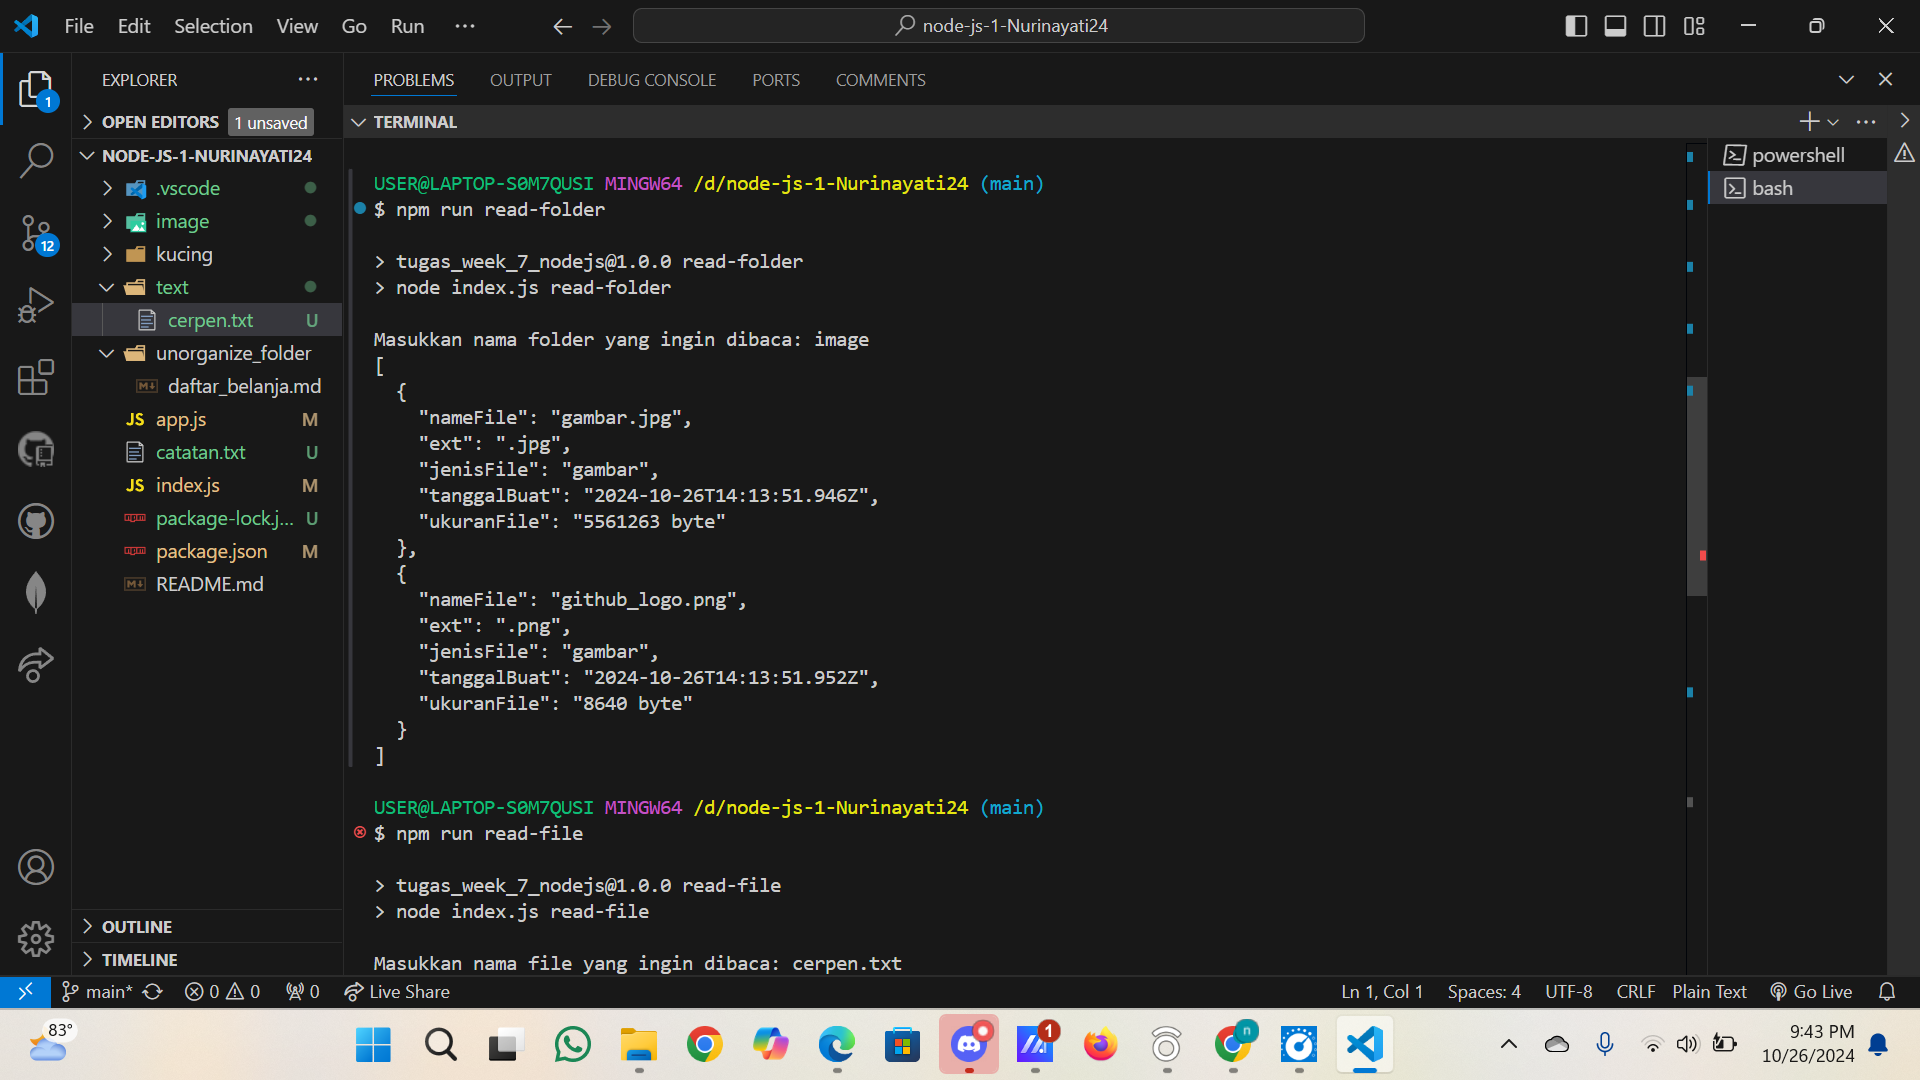 File Edit Selection View Go Run ···
node-js-1-Nurinayati24
EXPLORER
OPEN EDITORS 1 unsaved
NODE-JS-1-NURINAYATI24
.vscode
image
kucing
text
cerpen.txt U
unorganize_folder
daftar_belanja.md
JS app.js M
catatan.txt U
JS index.js M
package-lock.j... U
package.json M
README.md
OUTLINE
TIMELINE
1
12
PROBLEMS OUTPUT DEBUG CONSOLE PORTS COMMENTS
TERMINAL
powershell
bash
USER@LAPTOP-S0M7QUSI MINGW64 /d/node-js-1-Nurinayati24 (main)
$ npm run read-folder
> tugas_week_7_nodejs@1.0.0 read-folder
> node index.js read-folder
Masukkan nama folder yang ingin dibaca: image
[
{
"nameFile": "gambar.jpg",
"ext": ".jpg",
"jenisFile": "gambar",
"tanggalBuat": "2024-10-26T14:13:51.946Z",
"ukuranFile": "5561263 byte"
},
{
"nameFile": "github_logo.png",
"ext": ".png",
"jenisFile": "gambar",
"tanggalBuat": "2024-10-26T14:13:51.952Z",
"ukuranFile": "8640 byte"
}
]
USER@LAPTOP-S0M7QUSI MINGW64 /d/node-js-1-Nurinayati24 (main)
$ npm run read-file
> tugas_week_7_nodejs@1.0.0 read-file
> node index.js read-file
Masukkan nama file yang ingin dibaca: cerpen.txt
main* 0 0 0 Live Share Ln 1, Col 1 Spaces: 4 UTF-8 CRLF Plain Text Go Live
83°
1
n
9:43 PM
10/26/2024